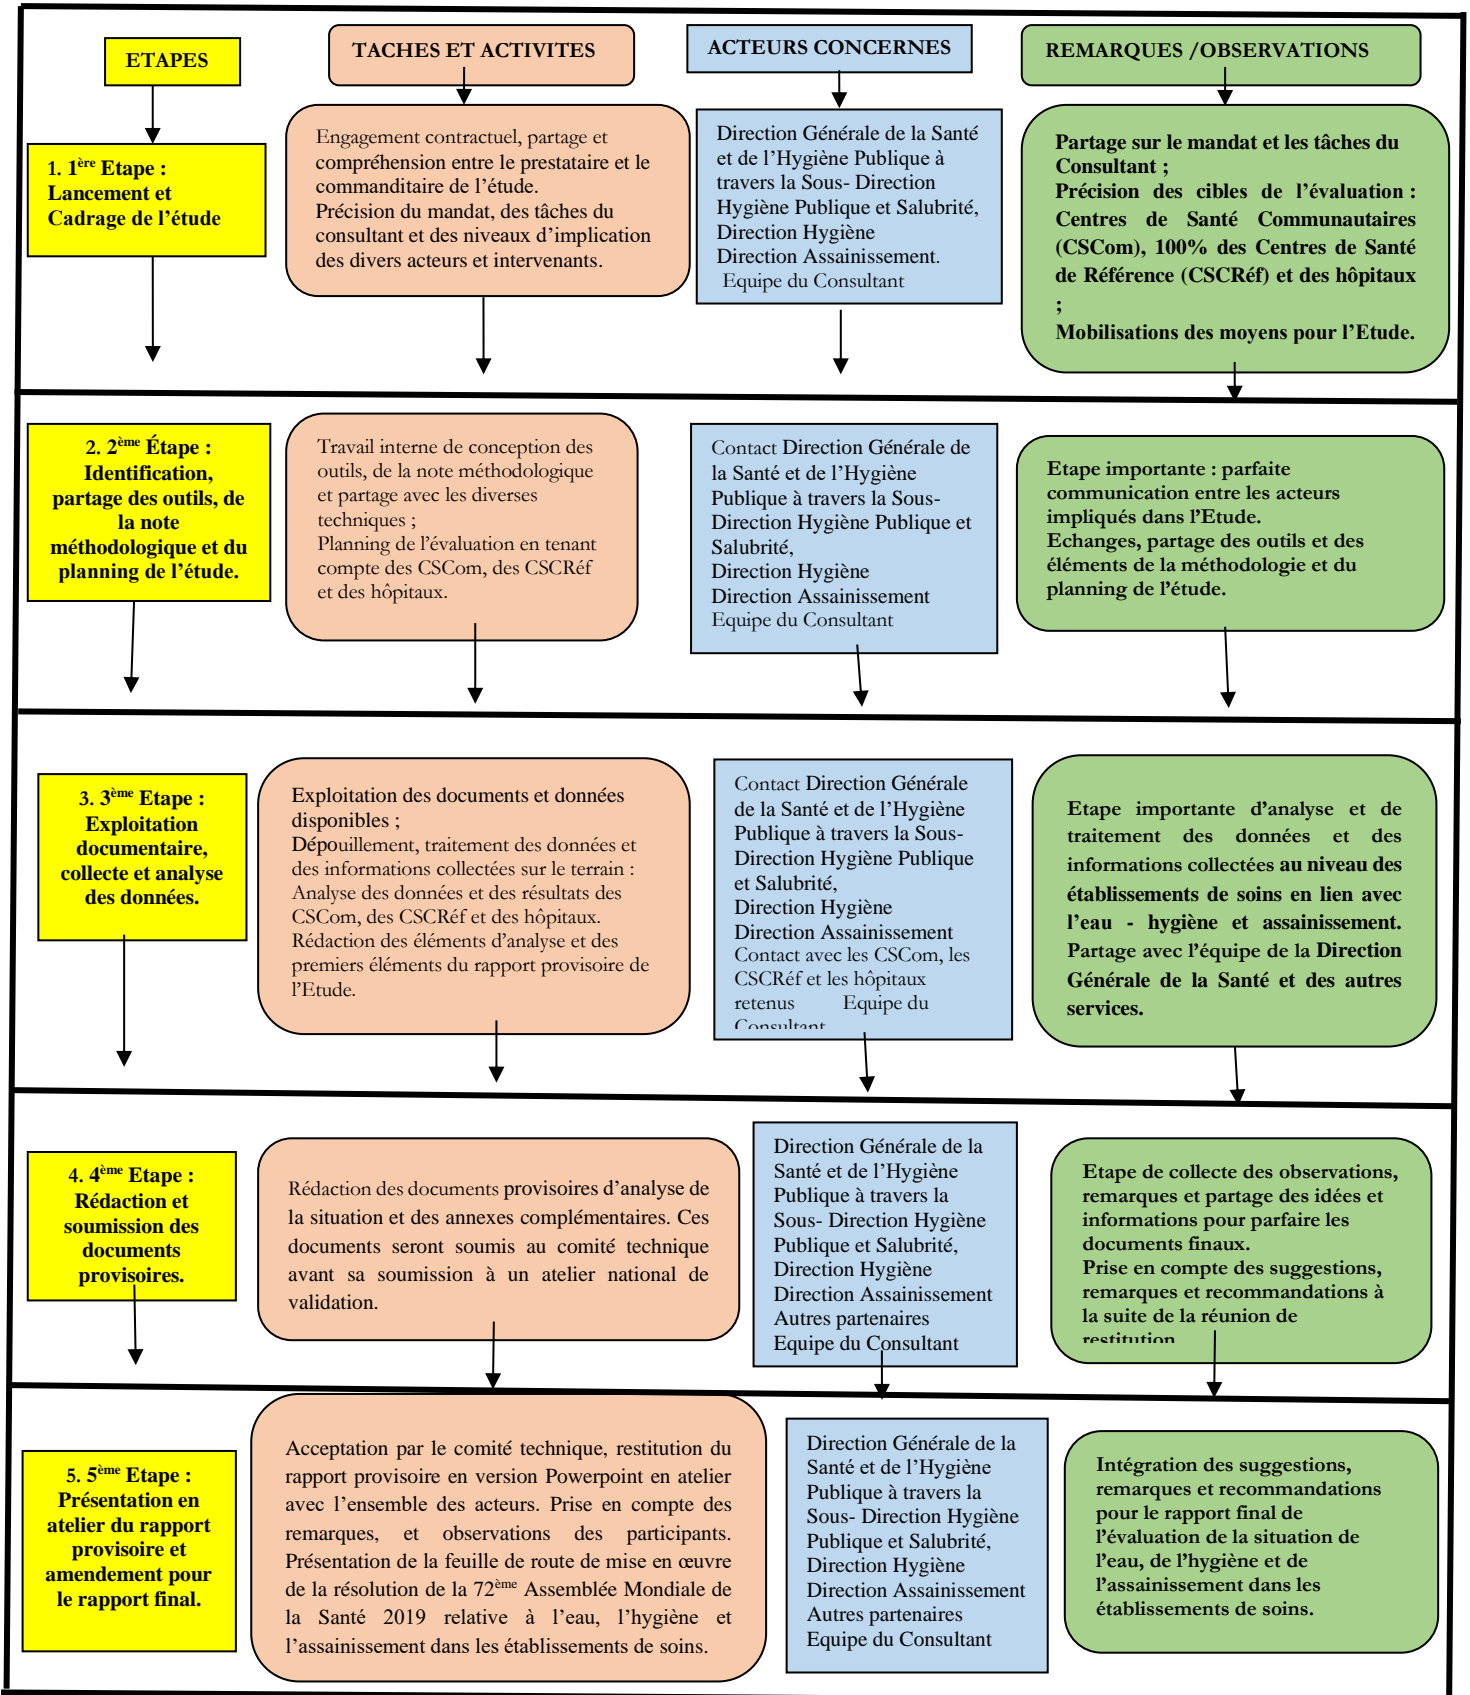 ETAPES
TACHES ET ACTIVITES
ACTEURS CONCERNES
REMARQUES /OBSERVATIONS
1. 1ère Etape :
Lancement et
Cadrage de l’étude
Engagement contractuel, partage et
compréhension entre le prestataire et le
commanditaire de l’étude.
Précision du mandat, des tâches du
consultant et des niveaux d’implication
des divers acteurs et intervenants.
Direction Générale de la Santé
et de l’Hygiène Publique à
travers la Sous- Direction
Hygiène Publique et Salubrité,
Direction Hygiène
Direction Assainissement.
Equipe du Consultant
Partage sur le mandat et les tâches du
Consultant ;
Précision des cibles de l’évaluation :
Centres de Santé Communautaires
(CSCom), 100% des Centres de Santé
de Référence (CSCRéf) et des hôpitaux
;
Mobilisations des moyens pour l’Etude.
2. 2ème Étape :
Identification,
partage des outils, de
la note
méthodologique et du
planning de l’étude.
Travail interne de conception des
outils, de la note méthodologique
et partage avec les diverses
techniques ;
Planning de l’évaluation en tenant
compte des CSCom, des CSCRéf
et des hôpitaux.
Contact Direction Générale de
la Santé et de l’Hygiène
Publique à travers la Sous-
Direction Hygiène Publique et
Salubrité,
Direction Hygiène
Direction Assainissement
Equipe du Consultant
Etape importante : parfaite
communication entre les acteurs
impliqués dans l’Etude.
Echanges, partage des outils et des
éléments de la méthodologie et du
planning de l’étude.
3. 3ème Etape :
Exploitation
documentaire,
collecte et analyse
des données.
Exploitation des documents et données
disponibles ;
Dépouillement, traitement des données et
des informations collectées sur le terrain :
Analyse des données et des résultats des
CSCom, des CSCRéf et des hôpitaux.
Rédaction des éléments d’analyse et des
premiers éléments du rapport provisoire de
l’Etude.
Contact Direction Générale
de la Santé et de l’Hygiène
Publique à travers la Sous-
Direction Hygiène Publique
et Salubrité,
Direction Hygiène
Direction Assainissement
Contact avec les CSCom, les
CSCRéf et les hôpitaux
retenus Equipe du
Consultant
Etape importante d’analyse et de
traitement des données et des
informations collectées au niveau des
établissements de soins en lien avec
l’eau - hygiène et assainissement.
Partage avec l’équipe de la Direction
Générale de la Santé et des autres
services.
4. 4ème Etape :
Rédaction et
soumission des
documents
provisoires.
Rédaction des documents provisoires d’analyse de
la situation et des annexes complémentaires. Ces
documents seront soumis au comité technique
avant sa soumission à un atelier national de
validation.
Direction Générale de la
Santé et de l’Hygiène
Publique à travers la
Sous- Direction Hygiène
Publique et Salubrité,
Direction Hygiène
Direction Assainissement
Autres partenaires
Equipe du Consultant
Etape de collecte des observations,
remarques et partage des idées et
informations pour parfaire les
documents finaux.
Prise en compte des suggestions,
remarques et recommandations à
la suite de la réunion de
restitution
5. 5ème Etape :
Présentation en
atelier du rapport
provisoire et
amendement pour
le rapport final.
Acceptation par le comité technique, restitution du
rapport provisoire en version Powerpoint en atelier
avec l’ensemble des acteurs. Prise en compte des
remarques, et observations des participants.
Présentation de la feuille de route de mise en œuvre
de la résolution de la 72ème Assemblée Mondiale de
la Santé 2019 relative à l’eau, l’hygiène et
l’assainissement dans les établissements de soins.
Direction Générale de la
Santé et de l’Hygiène
Publique à travers la
Sous- Direction Hygiène
Publique et Salubrité,
Direction Hygiène
Direction Assainissement
Autres partenaires
Equipe du Consultant
Intégration des suggestions,
remarques et recommandations
pour le rapport final de
l’évaluation de la situation de
l’eau, de l’hygiène et de
l’assainissement dans les
établissements de soins.